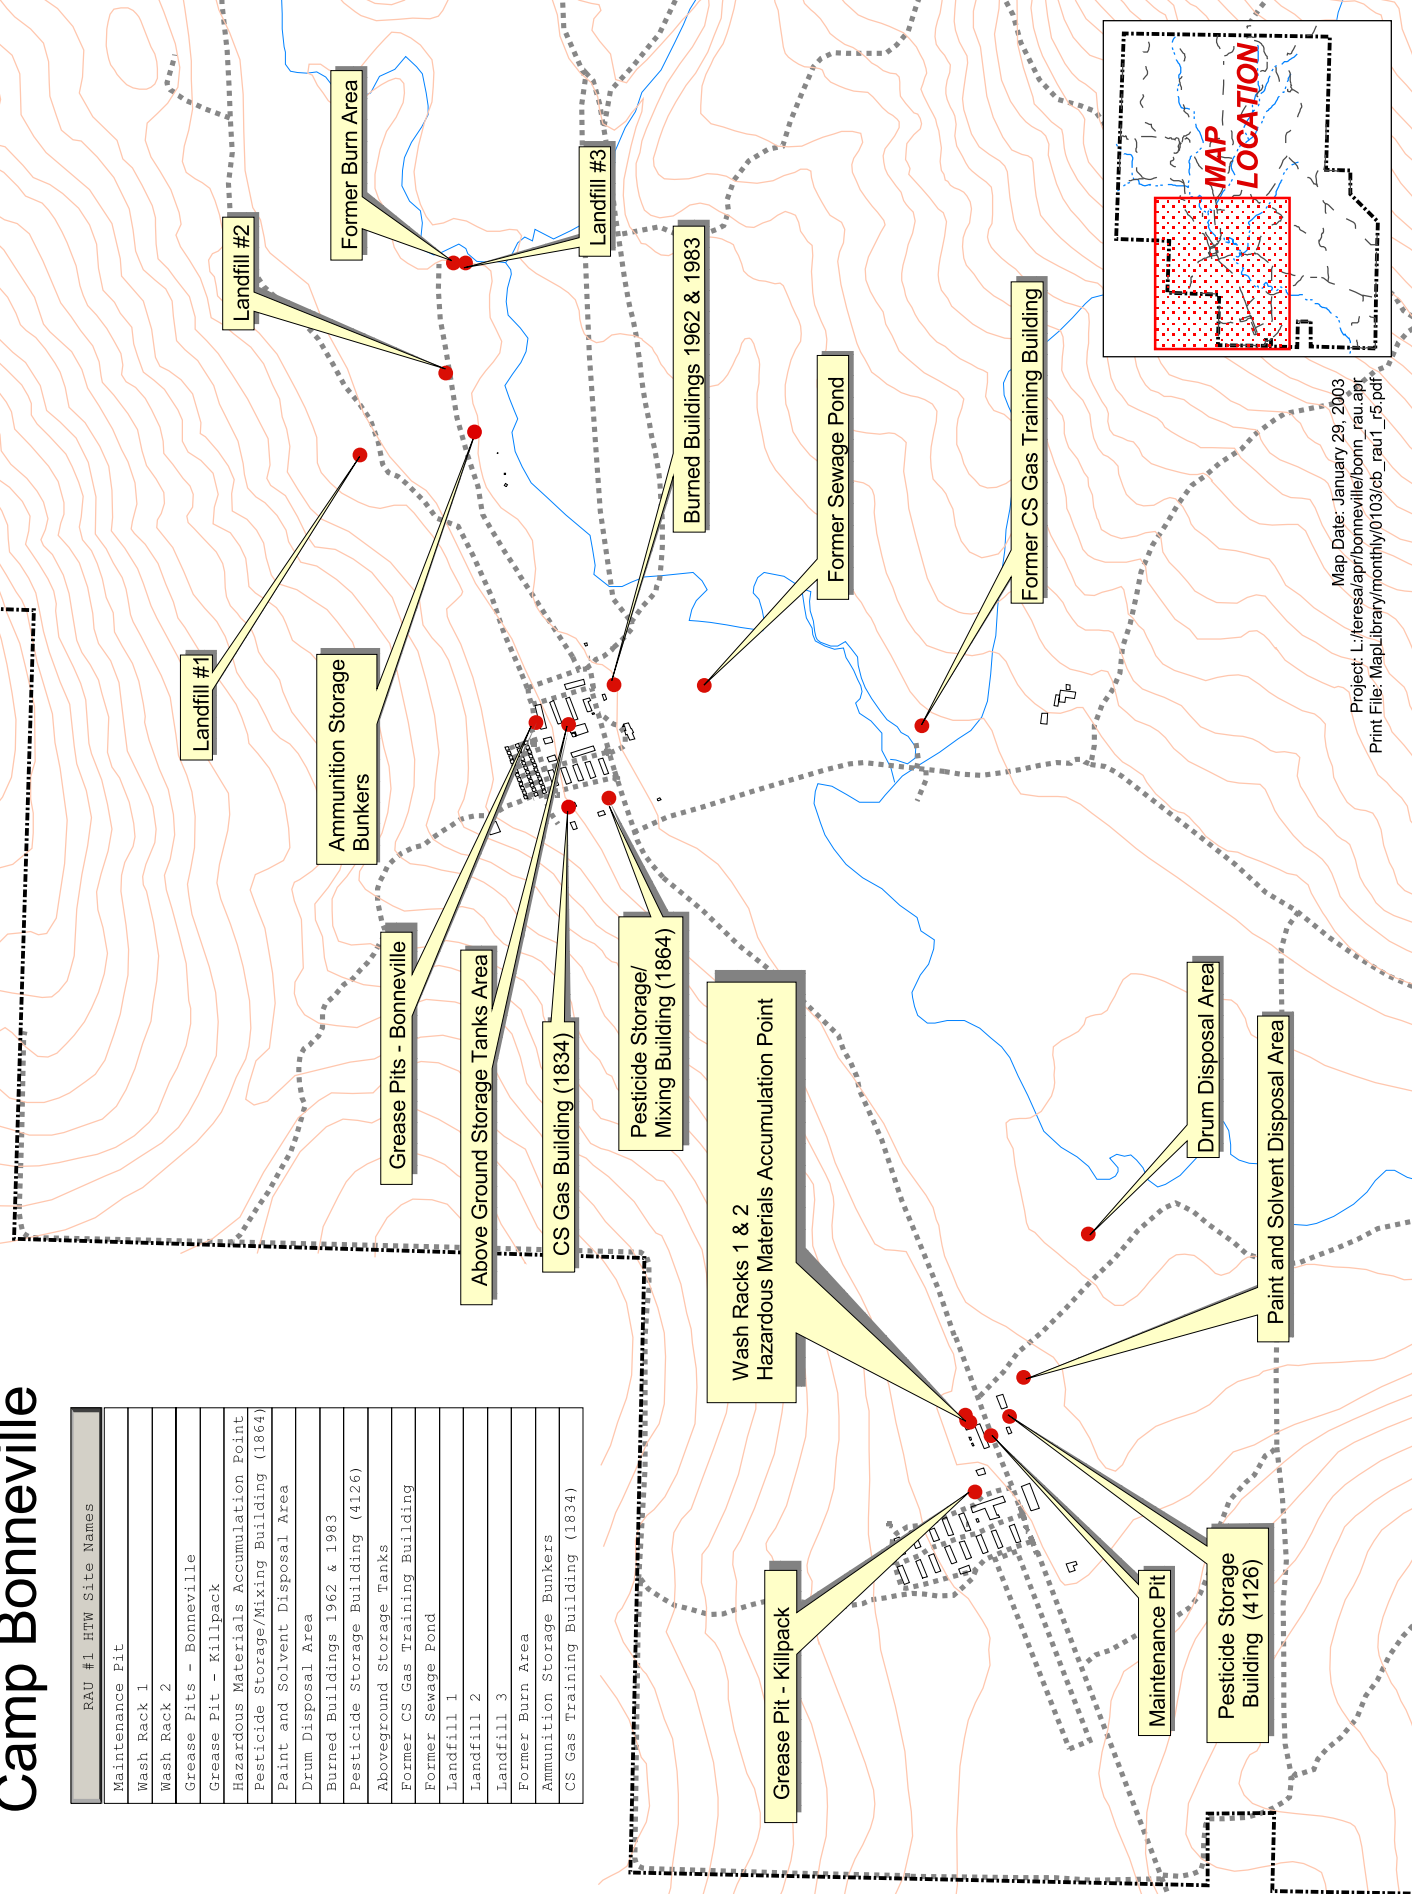 Camp Bonneville
RAU #1 HTW Site Names
Maintenance Pit
Wash Rack 1
Wash Rack 2
Grease Pits - Bonneville
Grease Pit - Killpack
Hazardous Materials Accumulation Point
Pesticide Storage/Mixing Building (1864)
Paint and Solvent Disposal Area
Drum Disposal Area
Burned Buildings 1962 & 1983
Pesticide Storage Building (4126)
Aboveground Storage Tanks
Former CS Gas Training Building
Former Sewage Pond
Landfill 1
Landfill 2
Landfill 3
Former Burn Area
Ammunition Storage Bunkers
CS Gas Training Building (1834)
Landfill #1
Landfill #2
Ammunition Storage
Bunkers
Former Burn Area
Grease Pits - Bonneville
Above Ground Storage Tanks Area
CS Gas Building (1834)
Landfill #3
Pesticide Storage/
Mixing Building (1864)
Burned Buildings 1962 & 1983
Wash Racks 1 & 2
Hazardous Materials Accumulation Point
Grease Pit - Killpack
Former Sewage Pond
Former CS Gas Training Building
Maintenance Pit
Drum Disposal Area
Pesticide Storage
Building (4126)
Paint and Solvent Disposal Area
MAP
LOCATION
Map Date: January 29, 2003
Project: L:/teresa/apr/bonneville/bonn_rau.apr
Print File: MapLibrary/monthly/0103/cb_rau1_r5.pdf